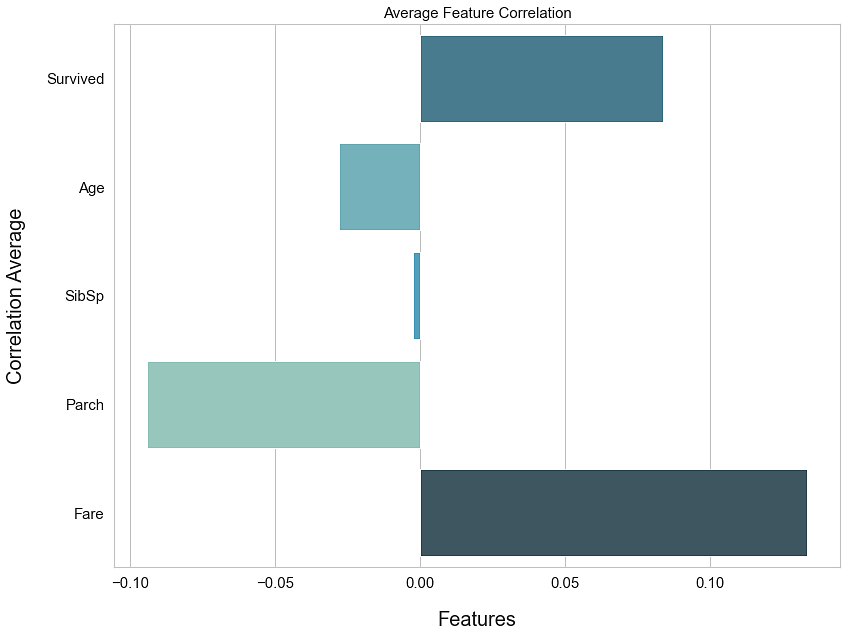 Average Feature Correlation
Survived
Age
SibSp
Parch
Fare
Correlation Average
−0.10 −0.05 0.00 0.05 0.10
Features